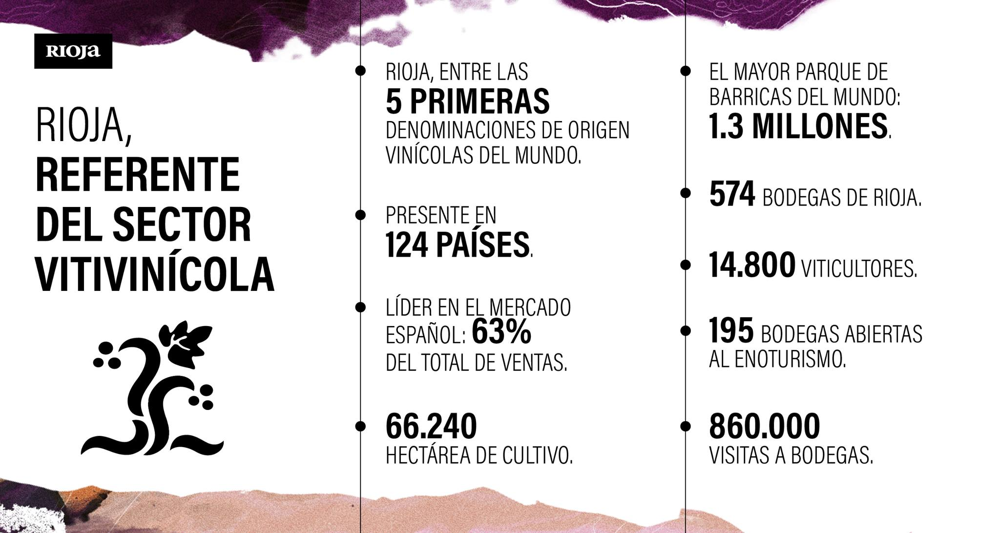 RIOJa
RIOJA,
REFERENTE
DEL SECTOR
VITIVINÍCOLA
RIOJA, ENTRE LAS
5 PRIMERAS
DENOMINACIONES DE ORIGEN
VINÍCOLAS DEL MUNDO.
PRESENTE EN
124 PAÍSES.
LÍDER EN EL MERCADO
ESPAÑOL: 63%
DEL TOTAL DE VENTAS.
66.240
HECTÁREA DE CULTIVO.
EL MAYOR PARQUE DE
BARRICAS DEL MUNDO:
1.3 MILLONES.
574 BODEGAS DE RIOJA.
14.800 VITICULTORES.
195 BODEGAS ABIERTAS
AL ENOTURISMO.
860.000
VISITAS A BODEGAS.